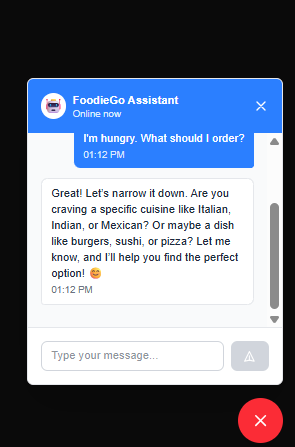 FoodieGo Assistant
Online now
I'm hungry. What should I order?
01:12 PM
Great! Let's narrow it down. Are you
craving a specific cuisine like Italian,
Indian, or Mexican? Or maybe a dish
like burgers, sushi, or pizza? Let me
know, and I'll help you find the perfect
option! 😊
01:12 PM
Type your message...